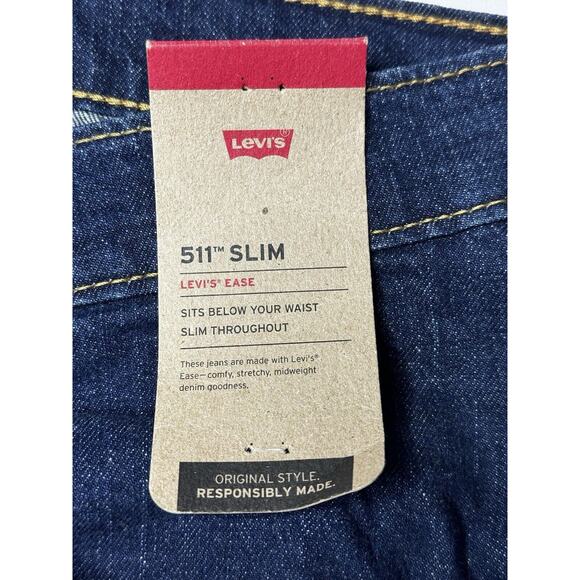 Levi's®
511™ SLIM
LEVI'S® EASE
SITS BELOW YOUR WAIST
SLIM THROUGHOUT
These jeans are made with Levi's®
Ease—comfy, stretchy, midweight
denim goodness.
ORIGINAL STYLE.
RESPONSIBLY MADE.